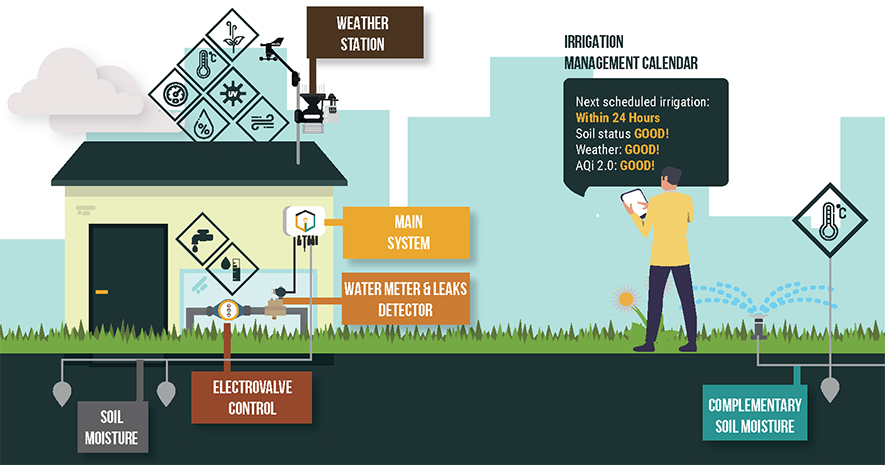 WEATHER
STATION
IRRIGATION
MANAGEMENT CALENDAR
Next scheduled irrigation:
Within 24 Hours
Soil status GOOD!
Weather: GOOD!
AQi 2.0: GOOD!
°C
UV
%
°C
MAIN
SYSTEM
WATER METER & LEAKS
DETECTOR
ELECTROVALVE
CONTROL
SOIL
MOISTURE
COMPLEMENTARY
SOIL MOISTURE